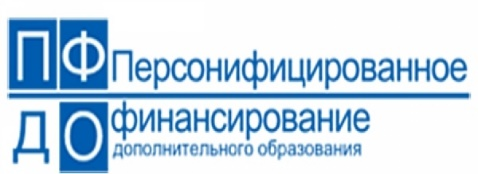 ПФ Персонифицированное
ДО финансирование
дополнительного образования